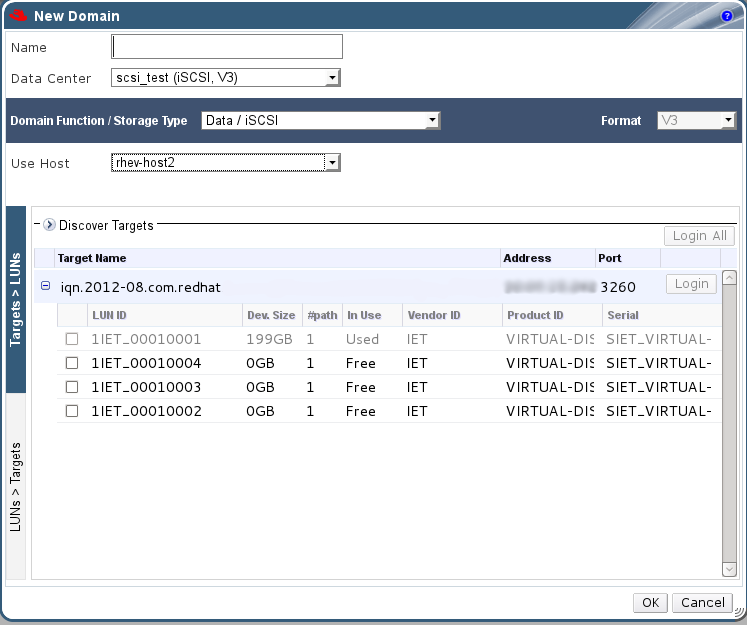 New Domain
?
Name
Data Center scsi_test (iSCSI, V3)
Domain Function / Storage Type Data / iSCSI Format V3
Use Host rhev-host2
Targets > LUNs
LUNs > Targets
Discover Targets
Login All
Target Name Address Port
iqn.2012-08.com.redhat 3260 Login
LUN ID Dev. Size #path In Use Vendor ID Product ID Serial
1IET_00010001 199GB 1 Used IET VIRTUAL-DIS SIET_VIRTUAL-
1IET_00010004 0GB 1 Free IET VIRTUAL-DIS SIET_VIRTUAL-
1IET_00010003 0GB 1 Free IET VIRTUAL-DIS SIET_VIRTUAL-
1IET_00010002 0GB 1 Free IET VIRTUAL-DIS SIET_VIRTUAL-
OK Cancel